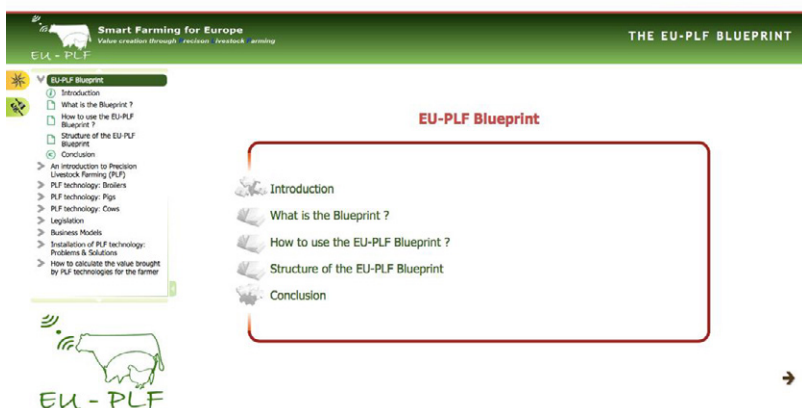 Smart Farming for Europe
Value creation through Precison Livestock Farming
EU - PLF
THE EU-PLF BLUEPRINT
EU-PLF Blueprint
Introduction
What is the Blueprint ?
How to use the EU-PLF
Blueprint ?
Structure of the EU-PLF
Blueprint
Conclusion
An introduction to Precision
Livestock Farming (PLF)
PLF technology: Broilers
PLF technology: Pigs
PLF technology: Cows
Legislation
Business Models
Installation of PLF technology:
Problems & Solutions
How to calculate the value brought
by PLF technologies for the farmer
EU - PLF
EU-PLF Blueprint
Introduction
What is the Blueprint ?
How to use the EU-PLF Blueprint ?
Structure of the EU-PLF Blueprint
Conclusion